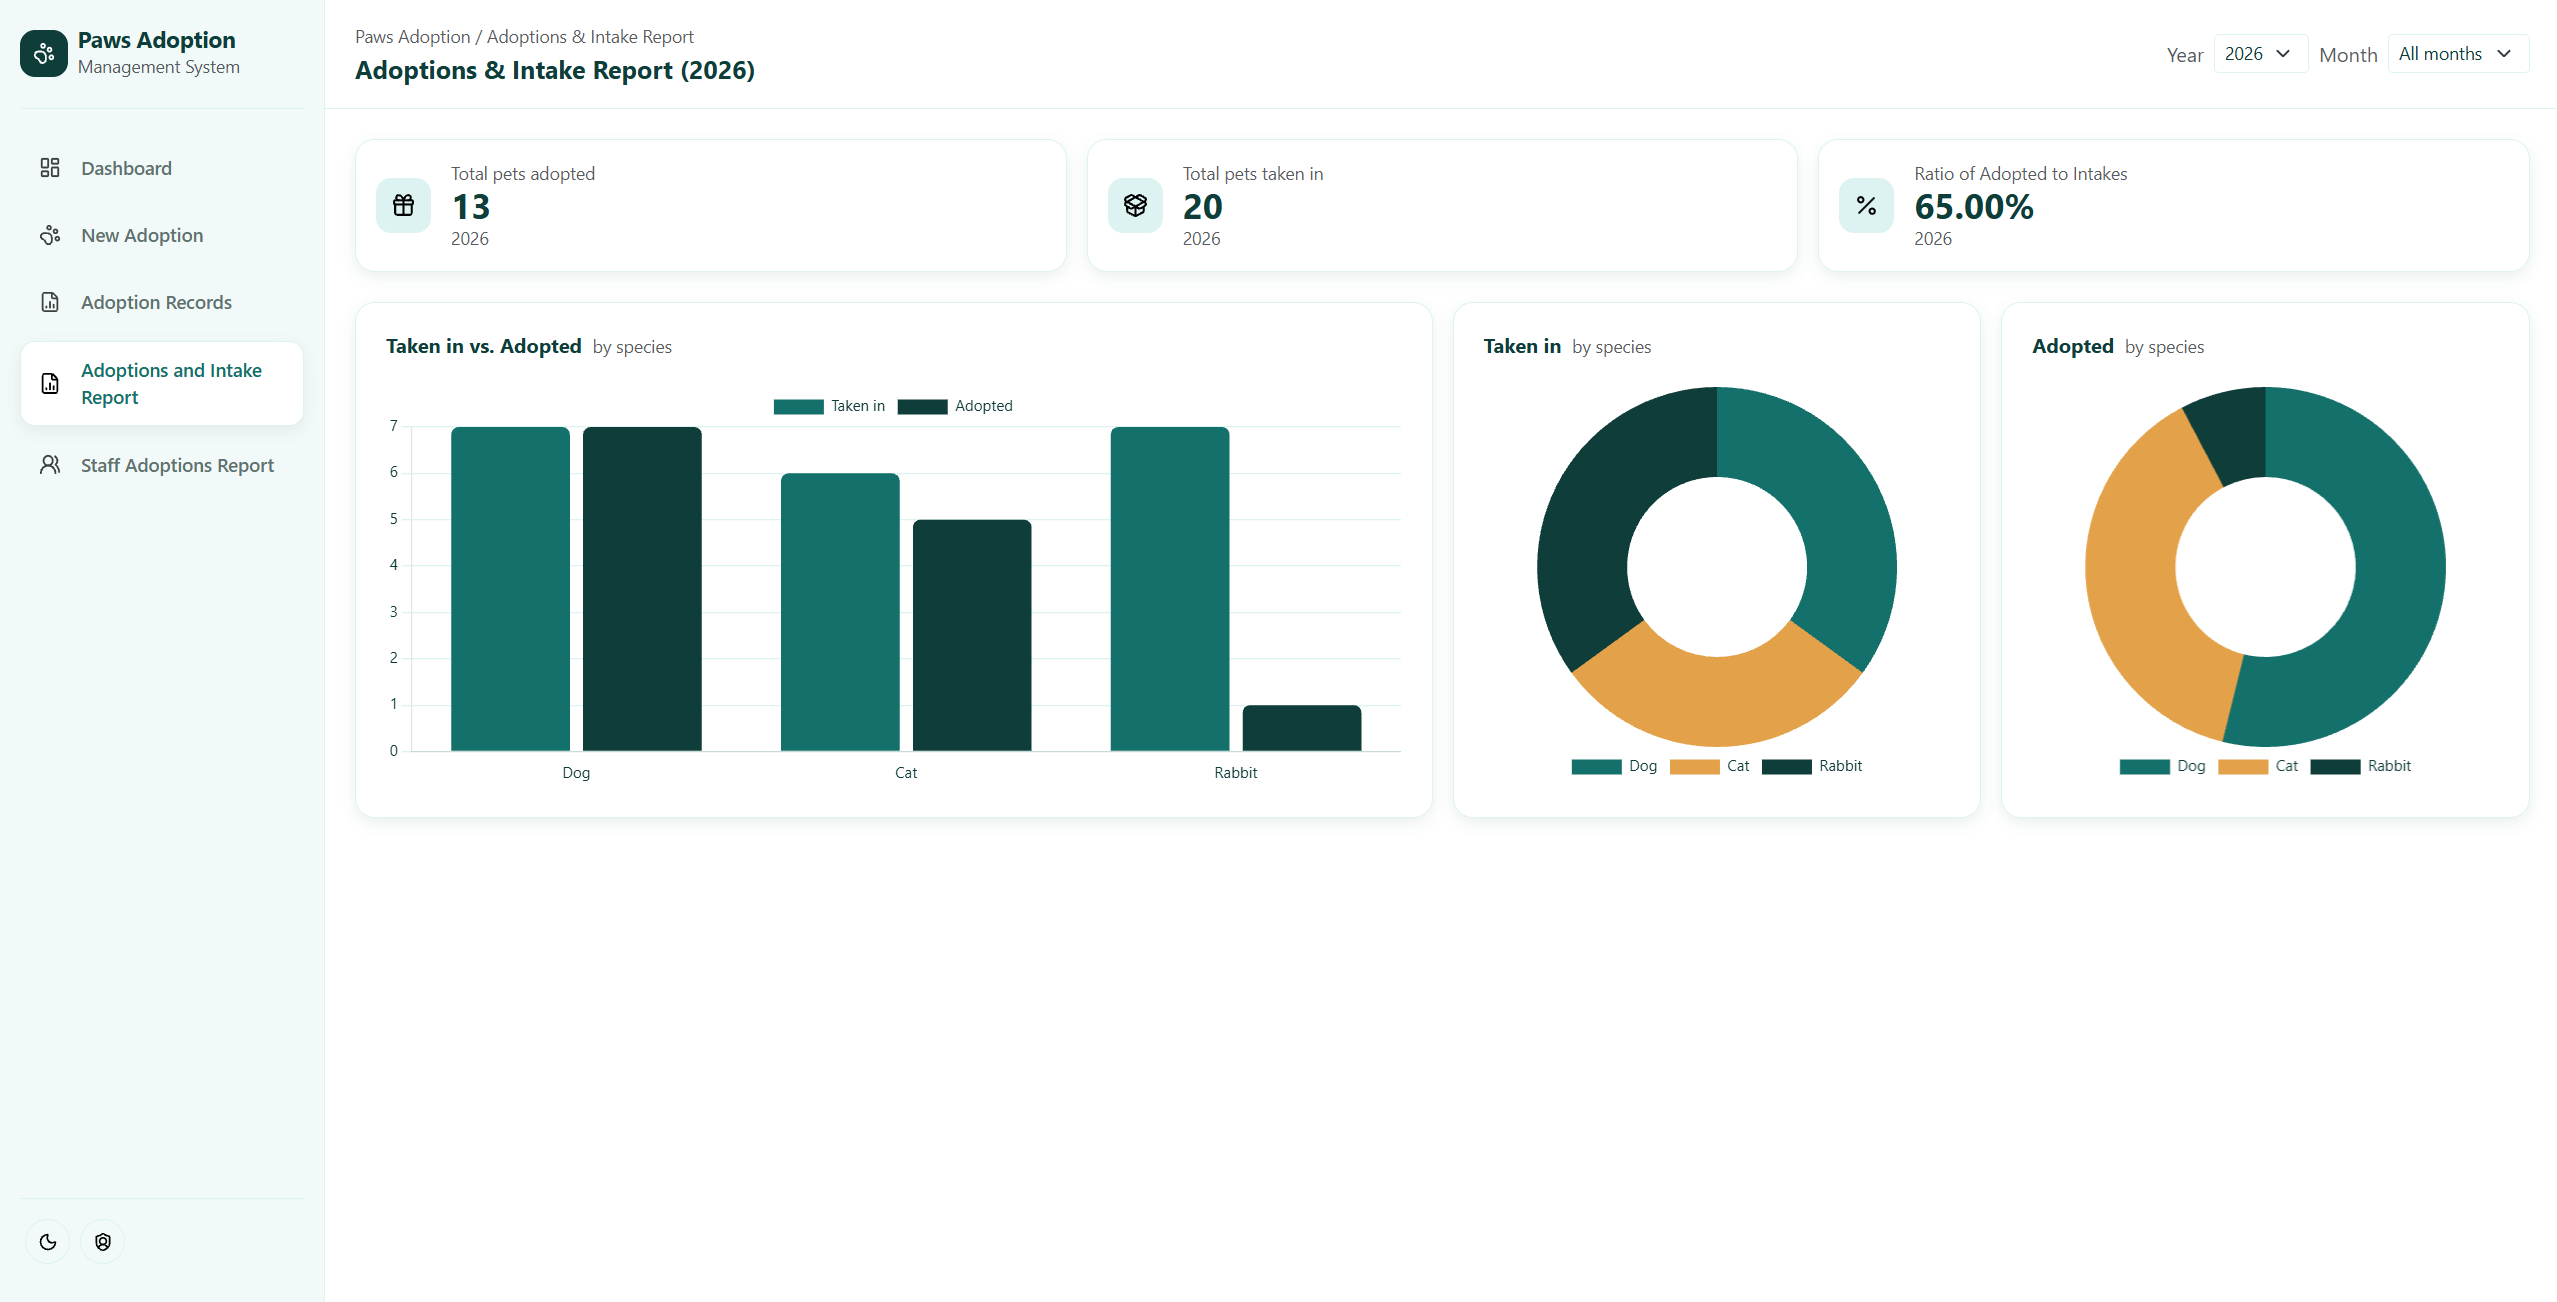 Paws Adoption
Management System
Dashboard
New Adoption
Adoption Records
Adoptions and Intake
Report
Staff Adoptions Report
Paws Adoption / Adoptions & Intake Report
Adoptions & Intake Report (2026)
Year 2026 Month All months
Total pets adopted
13
2026
Total pets taken in
20
2026
Ratio of Adopted to Intakes
65.00%
2026
Taken in vs. Adopted by species
Taken in Adopted
7
6
5
4
3
2
1
0
Dog Cat Rabbit
Taken in by species
Dog Cat Rabbit
Adopted by species
Dog Cat Rabbit